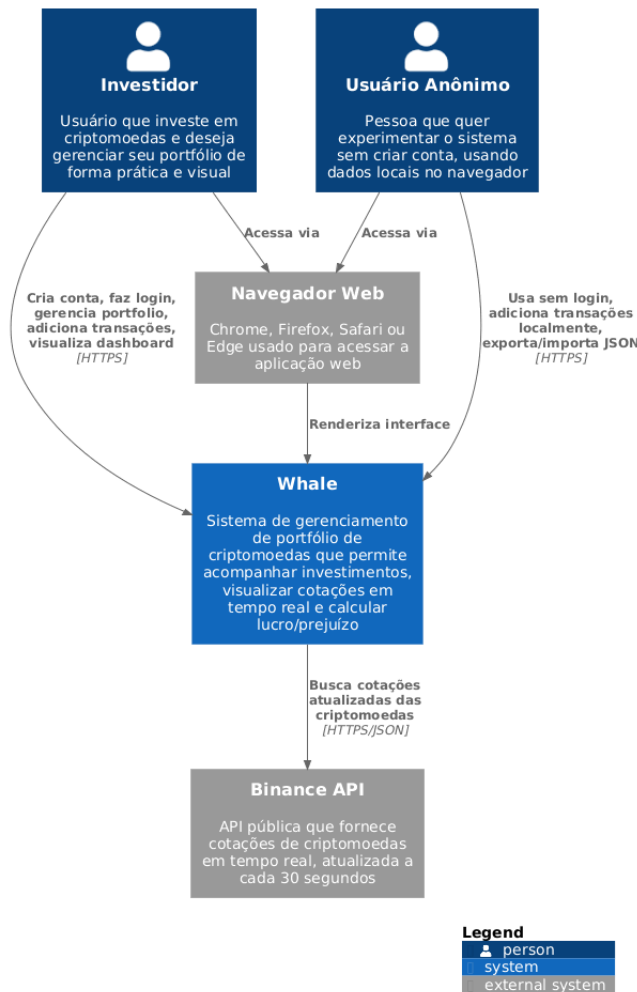 Investidor
Usuário que investe em
criptomoedas e deseja
gerenciar seu portfólio de
forma prática e visual
Usuário Anônimo
Pessoa que quer
experimentar o sistema
sem criar conta, usando
dados locais no navegador
Acessa via
Acessa via
Navegador Web
Chrome, Firefox, Safari ou
Edge usado para acessar a
aplicação web
Cria conta, faz login,
gerencia portfolio,
adiciona transações,
visualiza dashboard
[HTTPS]
Usa sem login,
adiciona transações
localmente,
exporta/importa JSON
[HTTPS]
Renderiza interface
Whale
Sistema de gerenciamento
de portfólio de
criptomoedas que permite
acompanhar investimentos,
visualizar cotações em
tempo real e calcular
lucro/prejuízo
Busca cotações
atualizadas das
criptomoedas
[HTTPS/JSON]
Binance API
API pública que fornece
cotações de criptomoedas
em tempo real, atualizada a
cada 30 segundos
Legend
person
system
external system